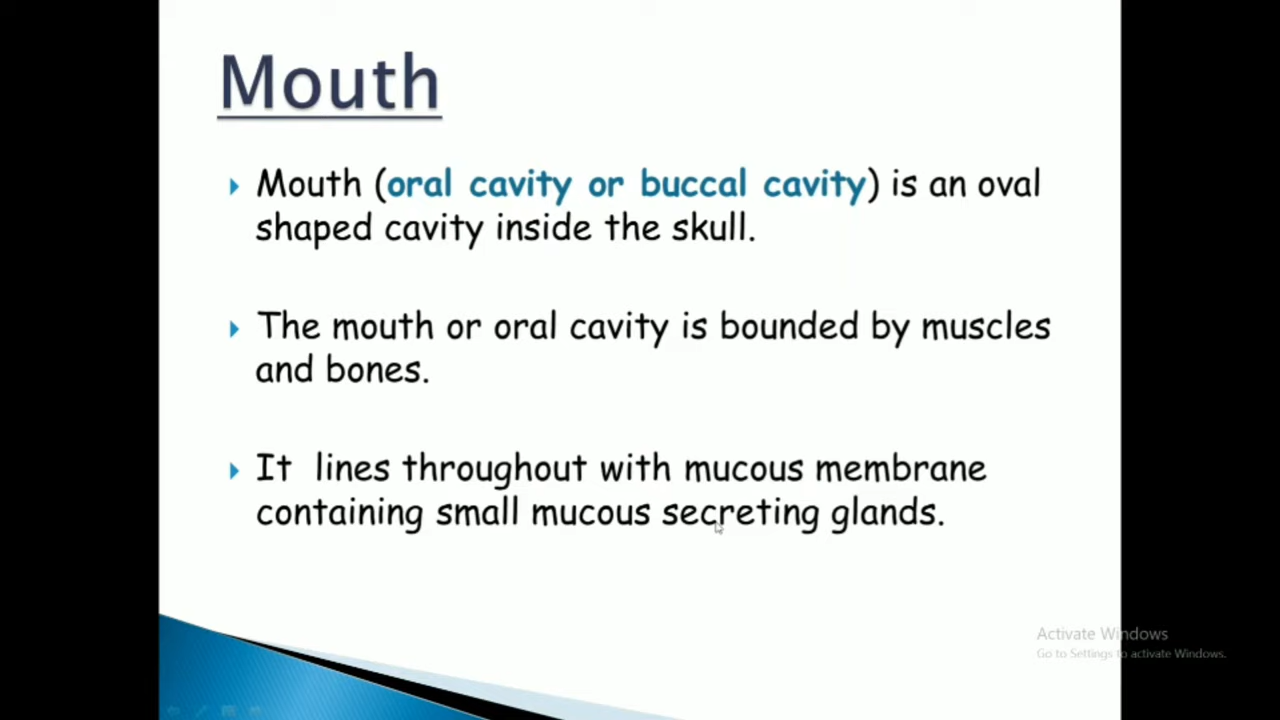 Mouth
Mouth (oral cavity or buccal cavity) is an oval
shaped cavity inside the skull.
The mouth or oral cavity is bounded by muscles
and bones.
It lines throughout with mucous membrane
containing small mucous secreting glands.
Activate Windows
Go to Settings to activate Windows.